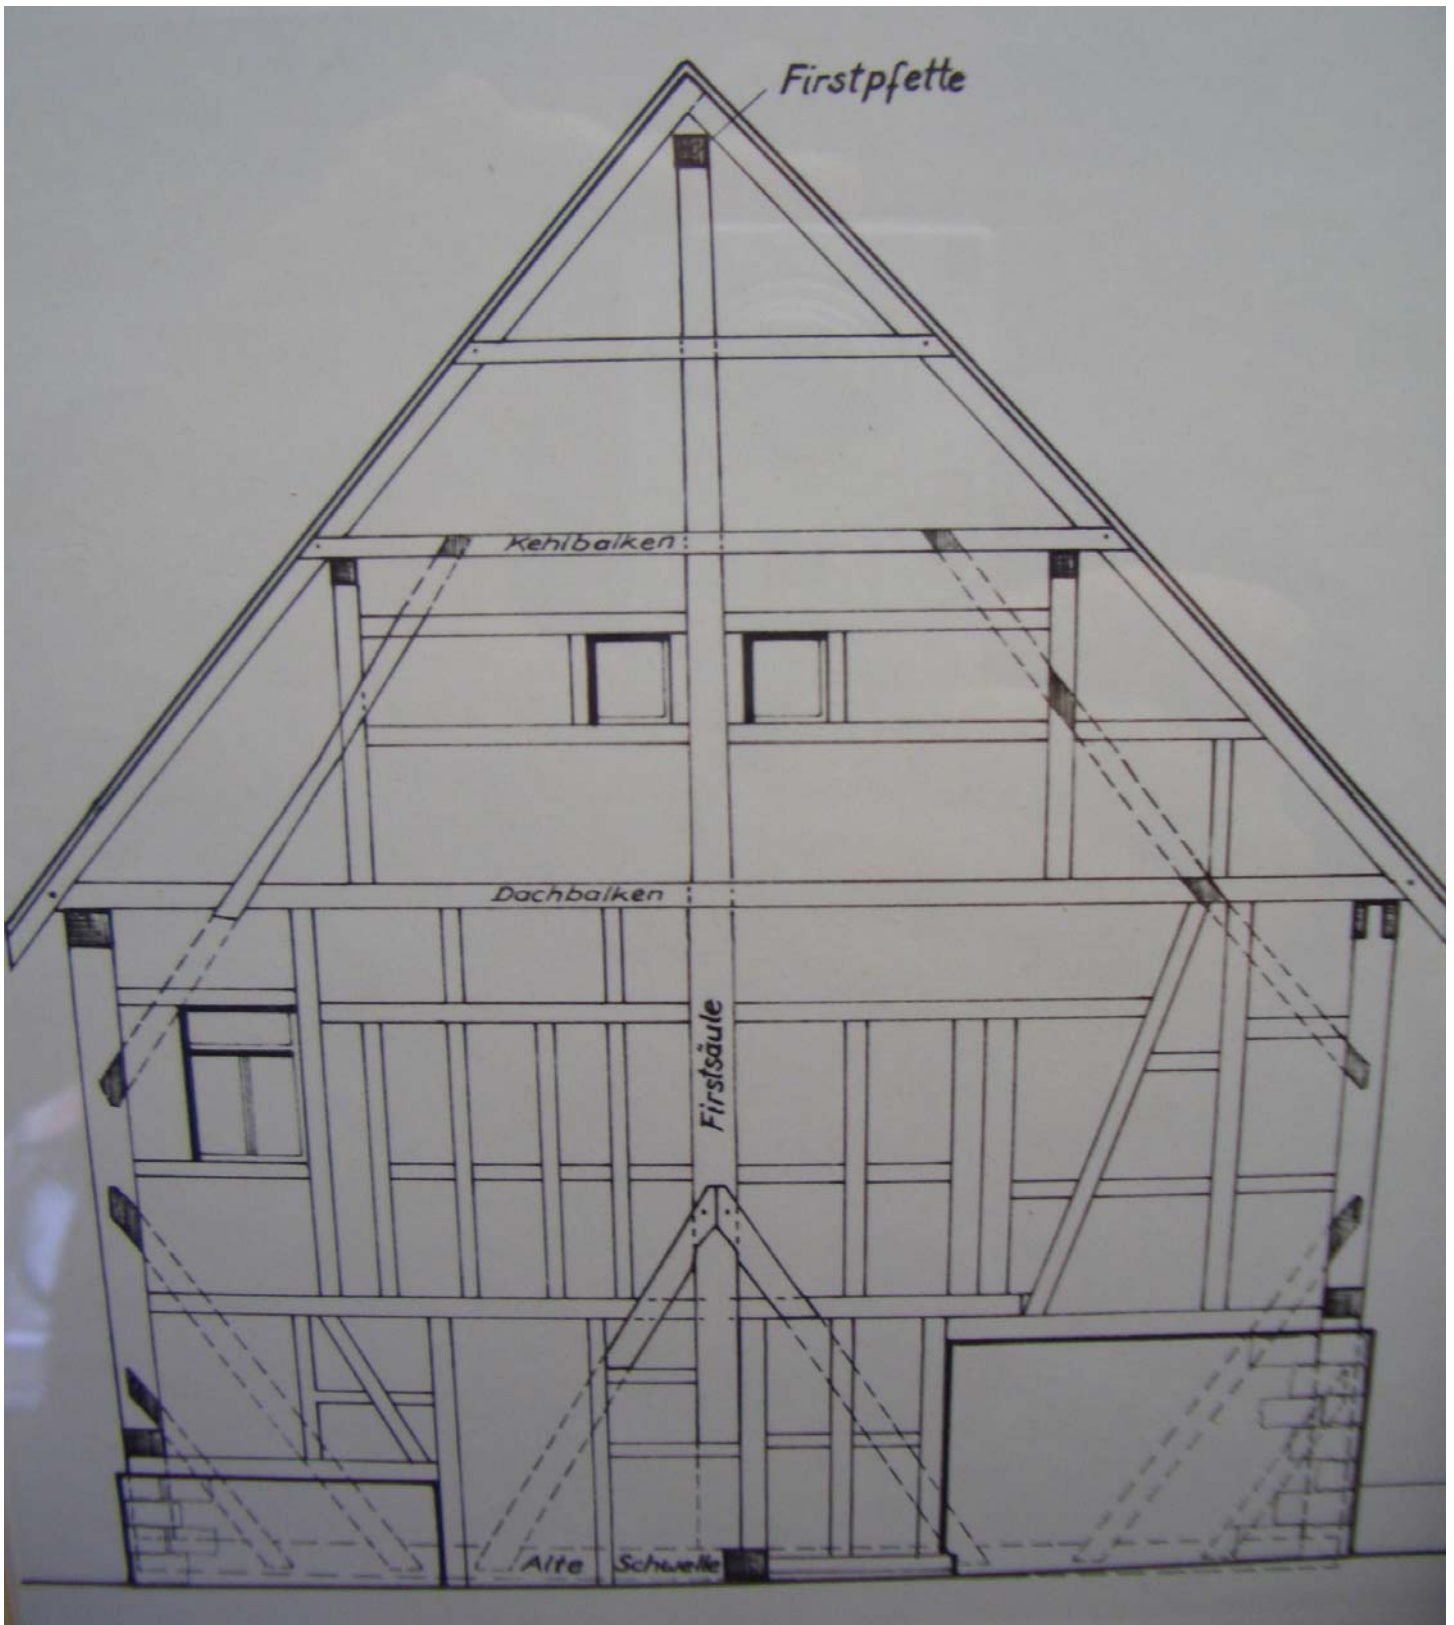 Firstpfette
Kehlbalken
Dachbalken
Firstsäule
Alte Schwelle